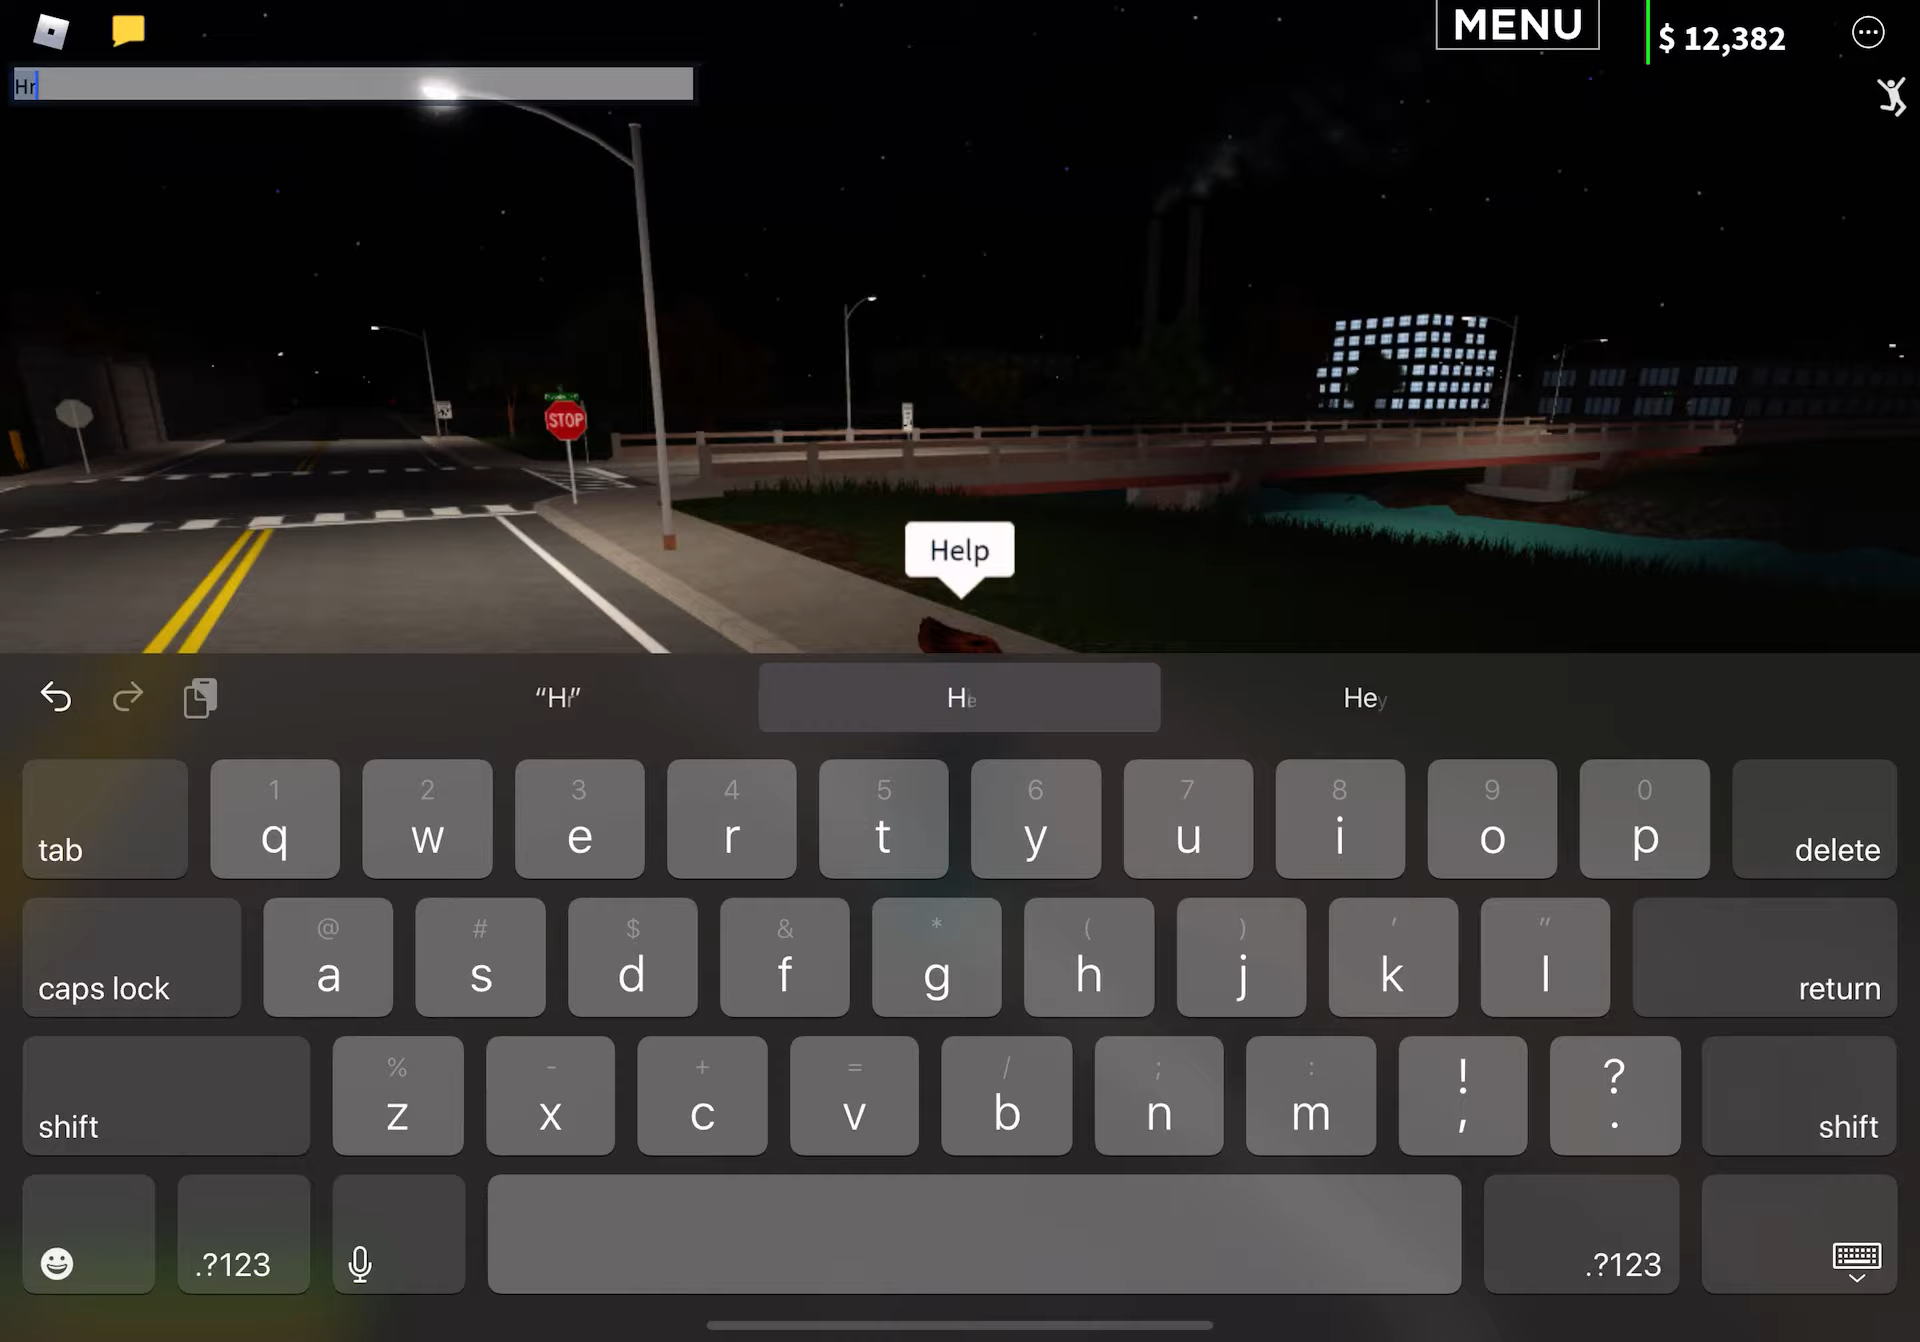 MENU
$ 12,382
Hr
STOP
Help
“Hr”
He
Hey
tab
1 q
2 w
3 e
4 r
5 t
6 y
7 u
8 i
9 o
0 p
delete
caps lock
@ a
# s
$ d
& f
* g
( h
) j
' k
" l
return
shift
% z
- x
+ c
= v
/ b
; n
: m
! ,
? .
shift
.?123
.?123